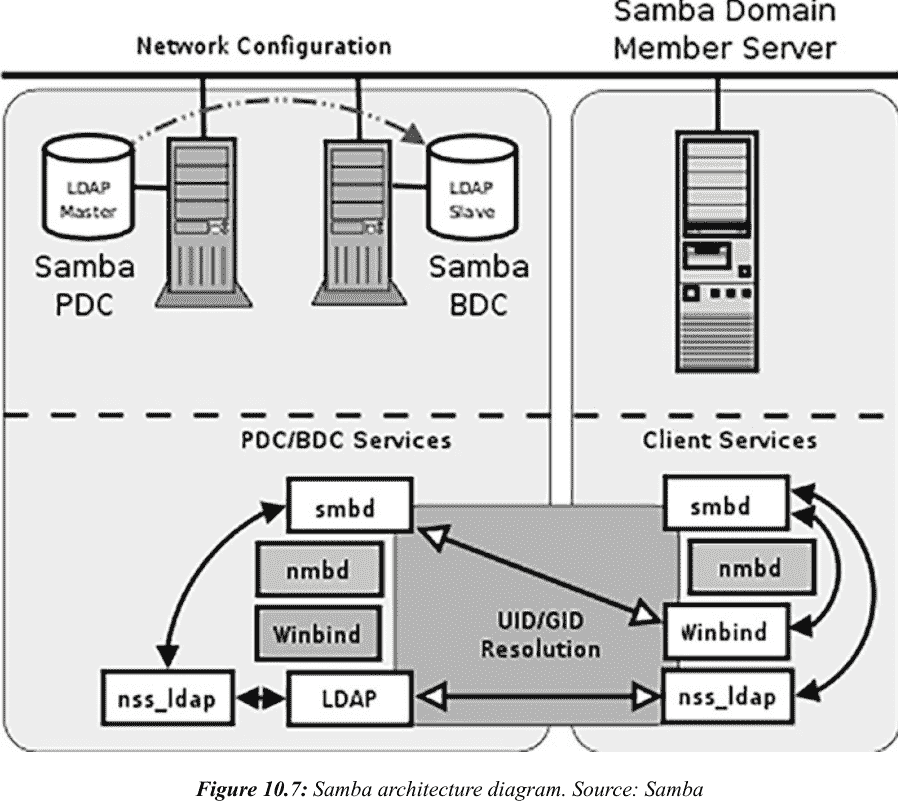 Network Configuration
Samba Domain
Member Server
LDAP
Master
LDAP
Slave
Samba
PDC
Samba
BDC
PDC/BDC Services
Client Services
smbd
nmbd
Winbind
nss_ldap
LDAP
UID/GID
Resolution
smbd
nmbd
Winbind
nss_ldap
Figure 10.7: Samba architecture diagram. Source: Samba